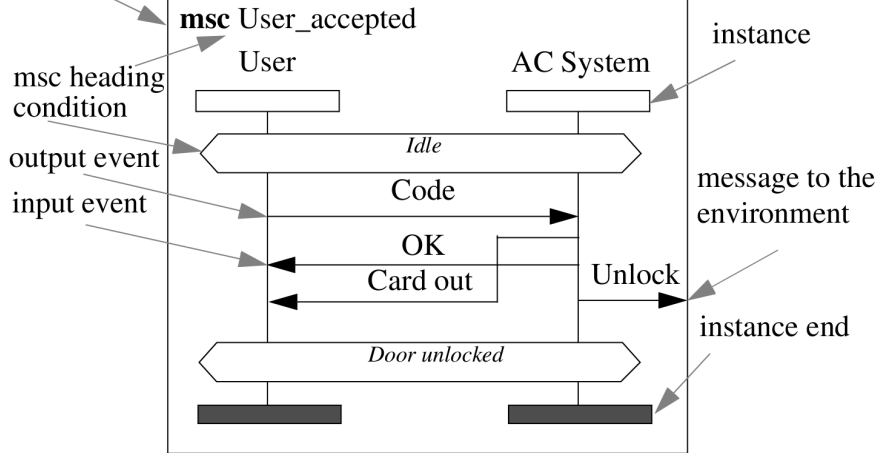 msc User_accepted
User
AC System
instance
msc heading
condition
Idle
output event
Code
message to the
input event
environment
OK
Card out
Unlock
instance end
Door unlocked